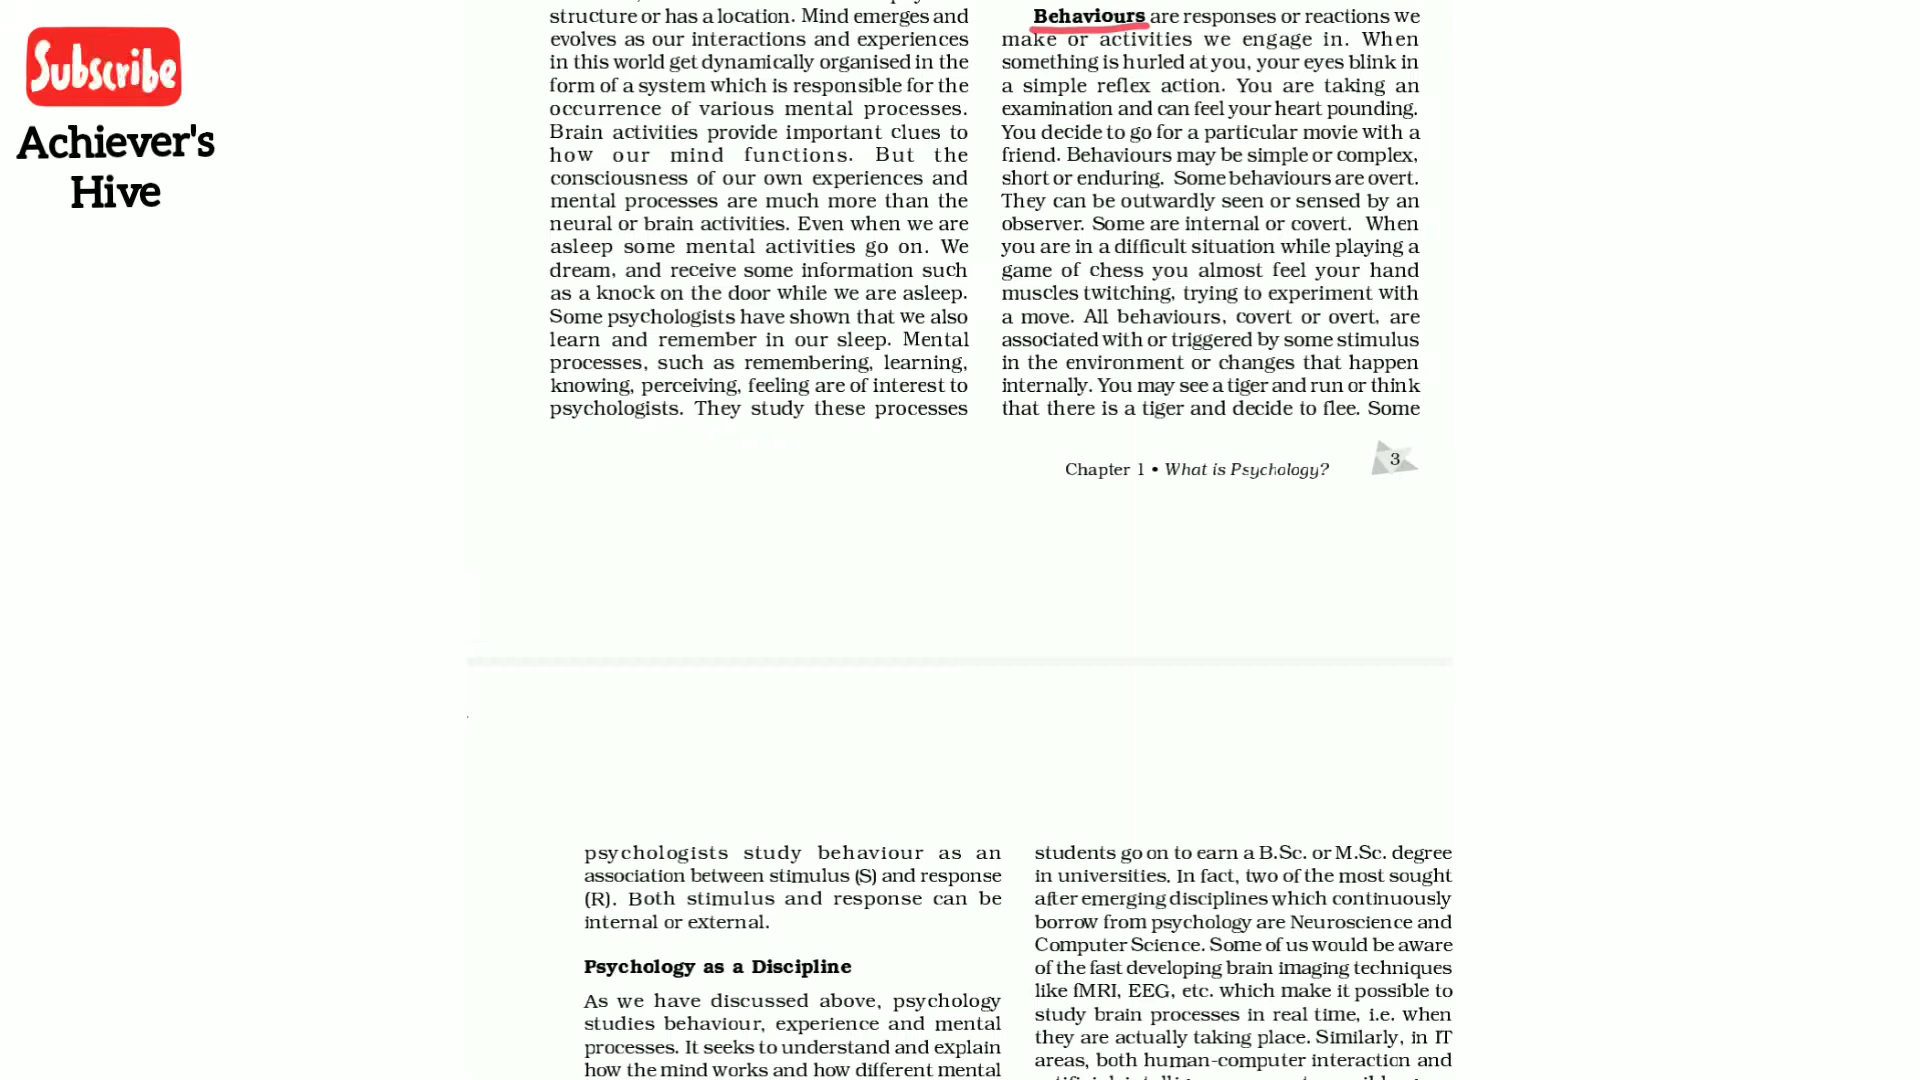 Subscribe
Achiever's
Hive
structure or has a location. Mind emerges and
evolves as our interactions and experiences
in this world get dynamically organised in the
form of a system which is responsible for the
occurrence of various mental processes.
Brain activities provide important clues to
how our mind functions. But the
consciousness of our own experiences and
mental processes are much more than the
neural or brain activities. Even when we are
asleep some mental activities go on. We
dream, and receive some information such
as a knock on the door while we are asleep.
Some psychologists have shown that we also
learn and remember in our sleep. Mental
processes, such as remembering, learning,
knowing, perceiving, feeling are of interest to
psychologists. They study these processes
Behaviours are responses or reactions we
make or activities we engage in. When
something is hurled at you, your eyes blink in
a simple reflex action. You are taking an
examination and can feel your heart pounding.
You decide to go for a particular movie with a
friend. Behaviours may be simple or complex,
short or enduring. Some behaviours are overt.
They can be outwardly seen or sensed by an
observer. Some are internal or covert. When
you are in a difficult situation while playing a
game of chess you almost feel your hand
muscles twitching, trying to experiment with
a move. All behaviours, covert or overt, are
associated with or triggered by some stimulus
in the environment or changes that happen
internally. You may see a tiger and run or think
that there is a tiger and decide to flee. Some
Chapter 1 • What is Psychology?
3
psychologists study behaviour as an
association between stimulus (S) and response
(R). Both stimulus and response can be
internal or external.
Psychology as a Discipline
As we have discussed above, psychology
studies behaviour, experience and mental
processes. It seeks to understand and explain
how the mind works and how different mental
students go on to earn a B.Sc. or M.Sc. degree
in universities. In fact, two of the most sought
after emerging disciplines which continuously
borrow from psychology are Neuroscience and
Computer Science. Some of us would be aware
of the fast developing brain imaging techniques
like fMRI, EEG, etc. which make it possible to
study brain processes in real time, i.e. when
they are actually taking place. Similarly, in IT
areas, both human-computer interaction and